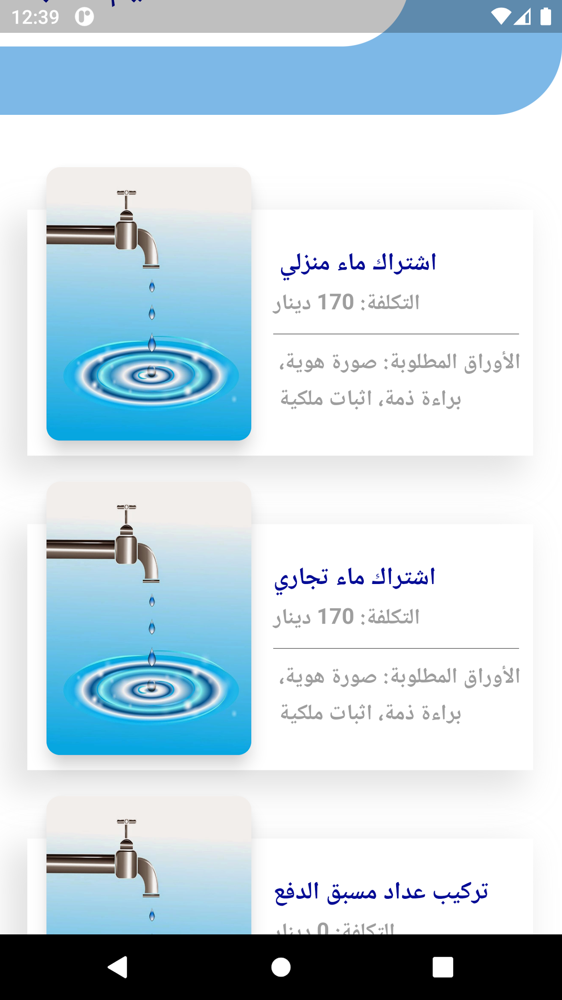 12:39
اشتراك ماء منزلي
التكلفة: 170 دينار
الأوراق المطلوبة: صورة هوية,
براءة ذمة, اثبات ملكية
اشتراك ماء تجاري
التكلفة: 170 دينار
الأوراق المطلوبة: صورة هوية,
براءة ذمة, اثبات ملكية
تركيب عداد مسبق الدفع
التكلفة: 0 دينار